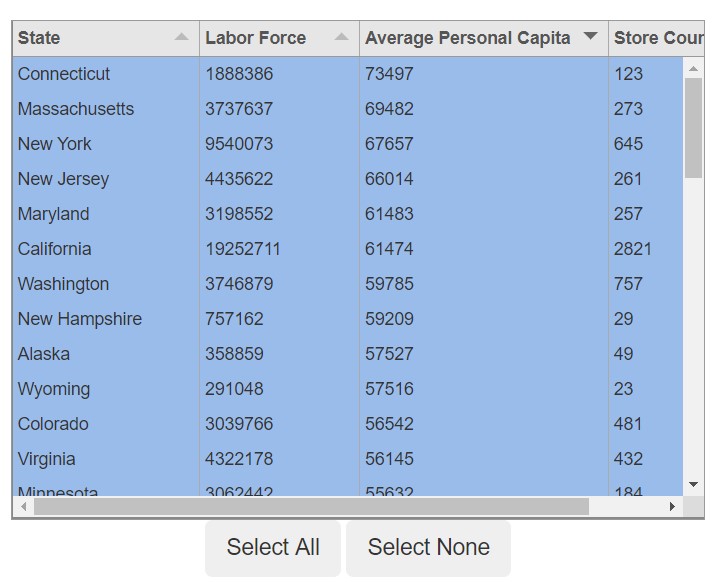 State Labor Force Average Personal Capita Store Cour
Connecticut 1888386 73497 123
Massachusetts 3737637 69482 273
New York 9540073 67657 645
New Jersey 4435622 66014 261
Maryland 3198552 61483 257
California 19252711 61474 2821
Washington 3746879 59785 757
New Hampshire 757162 59209 29
Alaska 358859 57527 49
Wyoming 291048 57516 23
Colorado 3039766 56542 481
Virginia 4322178 56145 432
Minnesota 3062442 55632 184
Select All Select None